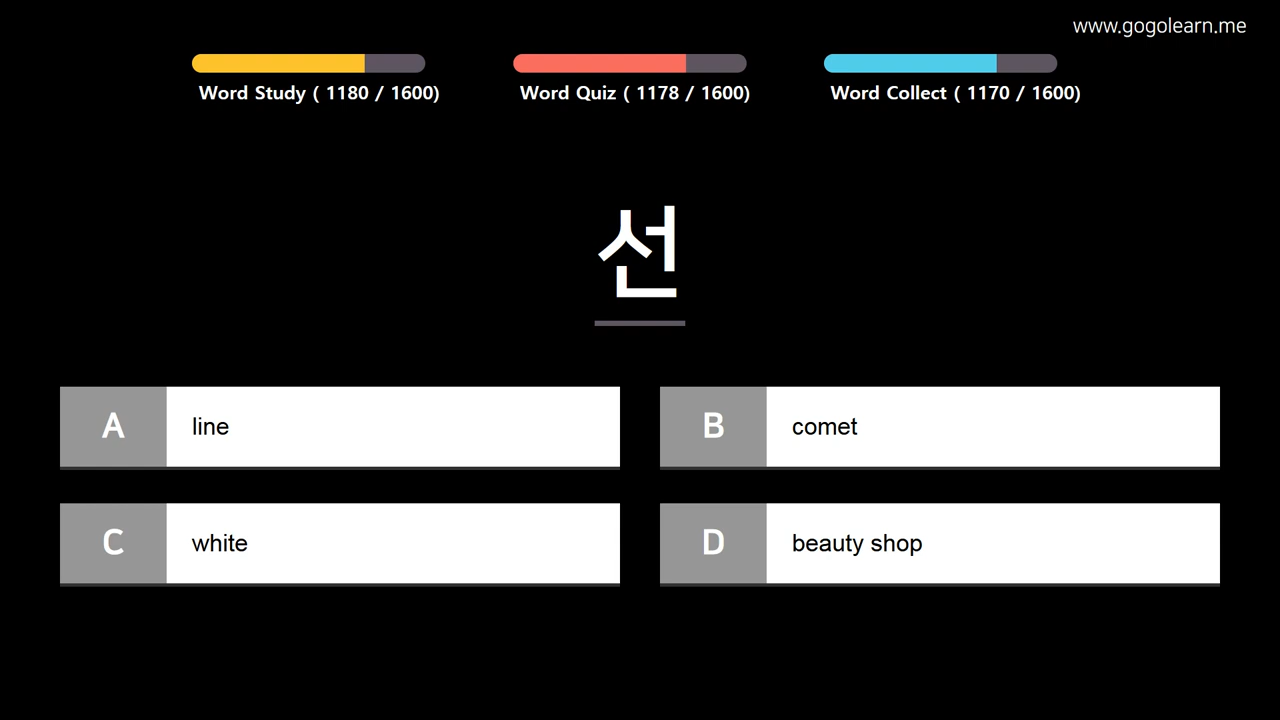 www.gogolearn.me
Word Study ( 1180 / 1600)
Word Quiz ( 1178 / 1600)
Word Collect ( 1170 / 1600)
선
A
line
B
comet
C
white
D
beauty shop